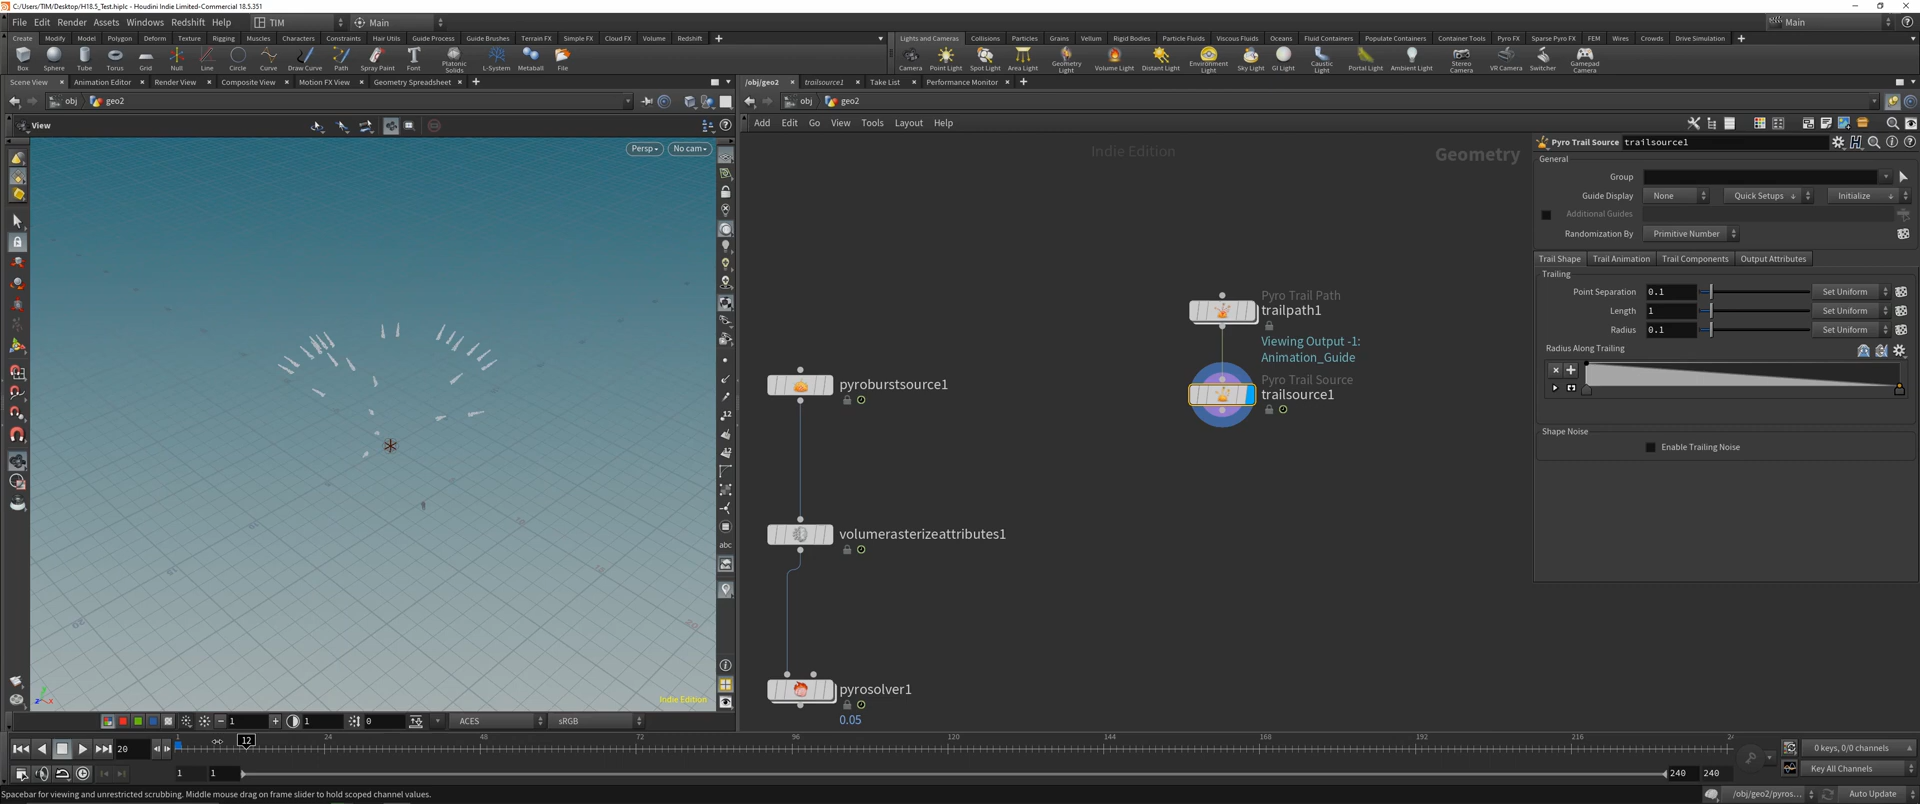 C:/Users/TIM/Desktop/H18.5_Test.hiplc - Houdini Indie Limited-Commercial 18.5.351
File Edit Render Assets Windows Redshift Help TIM Main Main
Create Modify Model Polygon Deform Texture Rigging Muscles Characters Constraints Hair Utils Guide Process Guide Brushes Terrain FX Simple FX Cloud FX Volume Redshift
Lights and Cameras Collisions Particles Grains Vellum Rigid Bodies Particle Fluids Viscous Fluids Oceans Fluid Containers Populate Containers Container Tools Pyro FX Sparse Pyro FX FEM Wires Crowds Drive Simulation
Box Sphere Tube Torus Grid Null Line Circle Curve Draw Curve Path Spray Paint Font Platonic Solids L-System Metaball File
Camera Point Light Spot Light Area Light Geometry Light Volume Light Distant Light Environment Light Sky Light GI Light Caustic Light Portal Light Ambient Light Stereo Camera VR Camera Switcher Gamepad Camera
Scene View Animation Editor Render View Composite View Motion FX View Geometry Spreadsheet
/obj/geo2 trailsource1 Take List Performance Monitor
obj geo2
obj geo2
View
Add Edit Go View Tools Layout Help
Persp No cam
Indie Edition
Geometry
Pyro Trail Source trailsource1
General
Group
Guide Display None Quick Setups Initialize
Additional Guides
Randomization By Primitive Number
Trail Shape Trail Animation Trail Components Output Attributes
Trailing
Point Separation 0.1 Set Uniform
Length 1 Set Uniform
Radius 0.1 Set Uniform
Radius Along Trailing
Shape Noise
Enable Trailing Noise
Pyro Trail Path
trailpath1
Viewing Output -1:
Animation_Guide
Pyro Trail Source
trailsource1
pyroburstsource1
volumerasterizeattributes1
pyrosolver1
0.05
12
12
abc
Indie Edition
1 1 0 ACES sRGB
20 1 12 24 48 72 96 120 144 168 192 216
0 keys, 0/0 channels
1 1 240 240 Key All Channels
Spacebar for viewing and unrestricted scrubbing. Middle mouse drag on frame slider to hold scoped channel values.
/obj/geo2/pyros... Auto Update